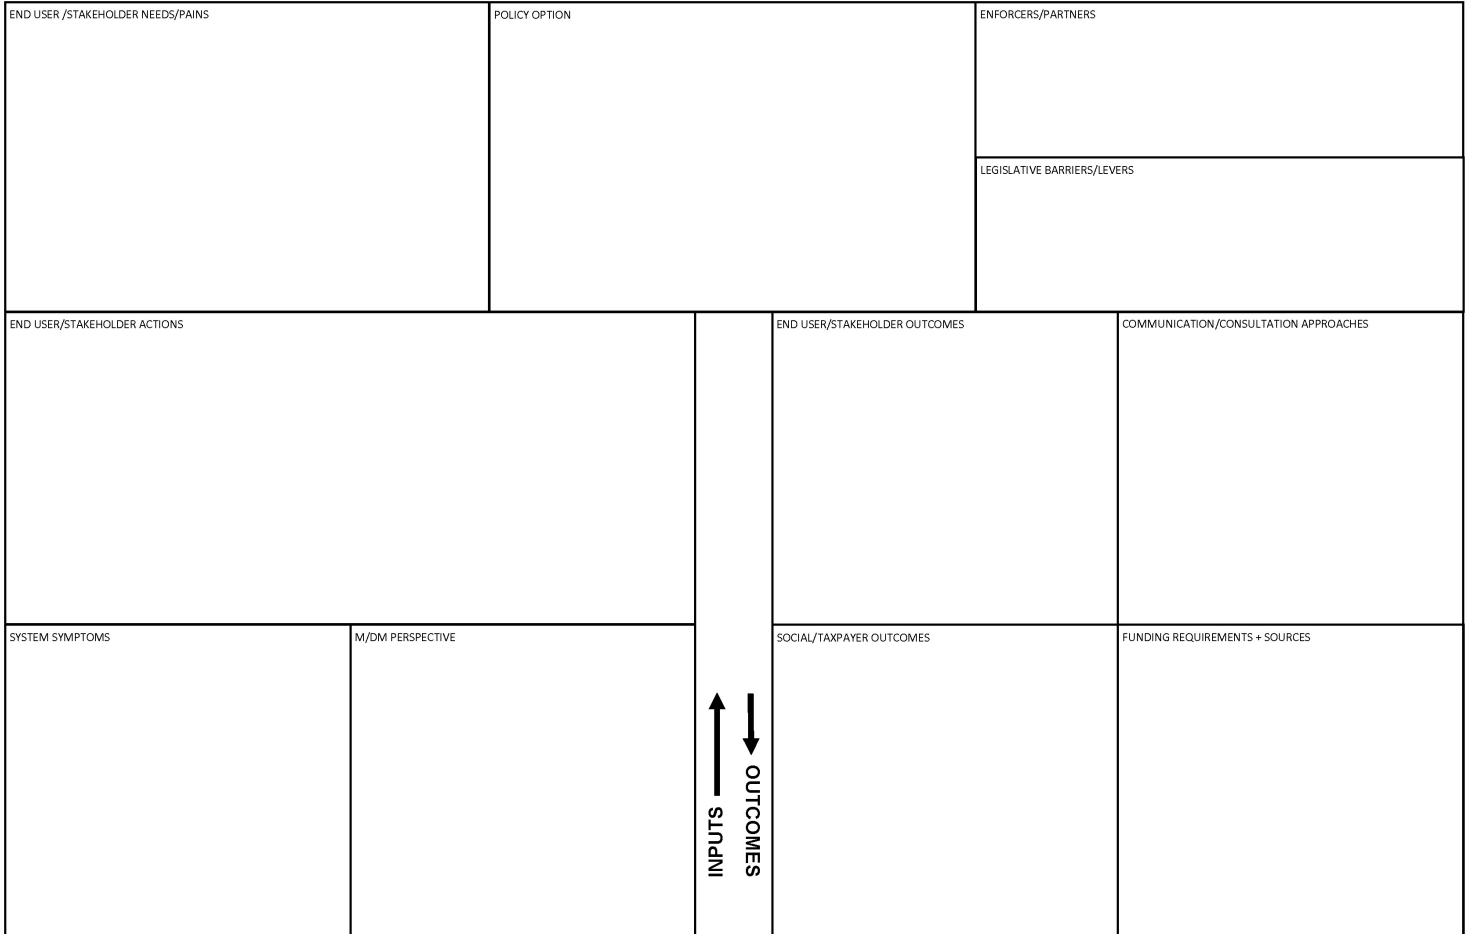 END USER /STAKEHOLDER NEEDS/PAINS
POLICY OPTION
ENFORCERS/PARTNERS
LEGISLATIVE BARRIERS/LEVERS
END USER/STAKEHOLDER ACTIONS
END USER/STAKEHOLDER OUTCOMES
COMMUNICATION/CONSULTATION APPROACHES
SYSTEM SYMPTOMS
M/DM PERSPECTIVE
INPUTS
OUTCOMES
SOCIAL/TAXPAYER OUTCOMES
FUNDING REQUIREMENTS + SOURCES